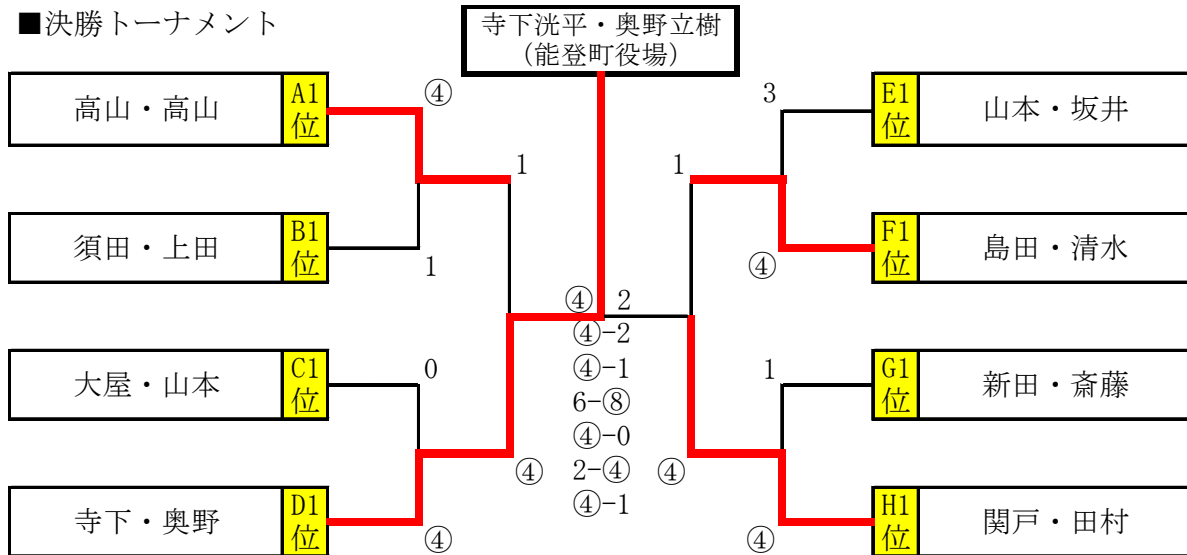 ■決勝トーナメント
寺下洸平・奥野立樹
(能登町役場)
高山・高山
A1
位
④
3
E1
位
山本・坂井
1
1
須田・上田
B1
位
1
④
F1
位
島田・清水
④
2
④-2
④-1
6-⑧
④-0
2-④
④-1
大屋・山本
C1
位
0
1
G1
位
新田・斎藤
④
④
寺下・奥野
D1
位
④
④
H1
位
関戸・田村